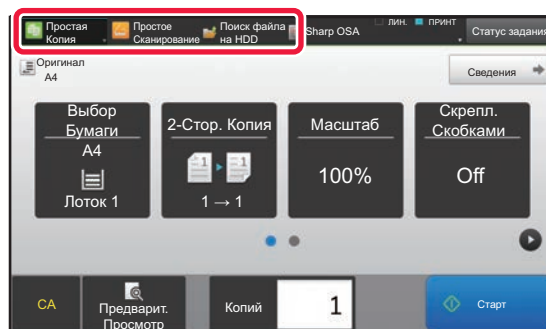 Простая
Копия
Простое
Сканирование
Поиск файла
на HDD
Sharp OSA
ЛИН.
ПРИНТ
Статус задания
Оригинал
A4
Сведения
Выбор
Бумаги
A4
Лоток 1
2-Стор. Копия
1
1
1 → 1
Масштаб
100%
Скрепл.
Скобками
Off
CA
Предварит.
Просмотр
Копий
1
Старт